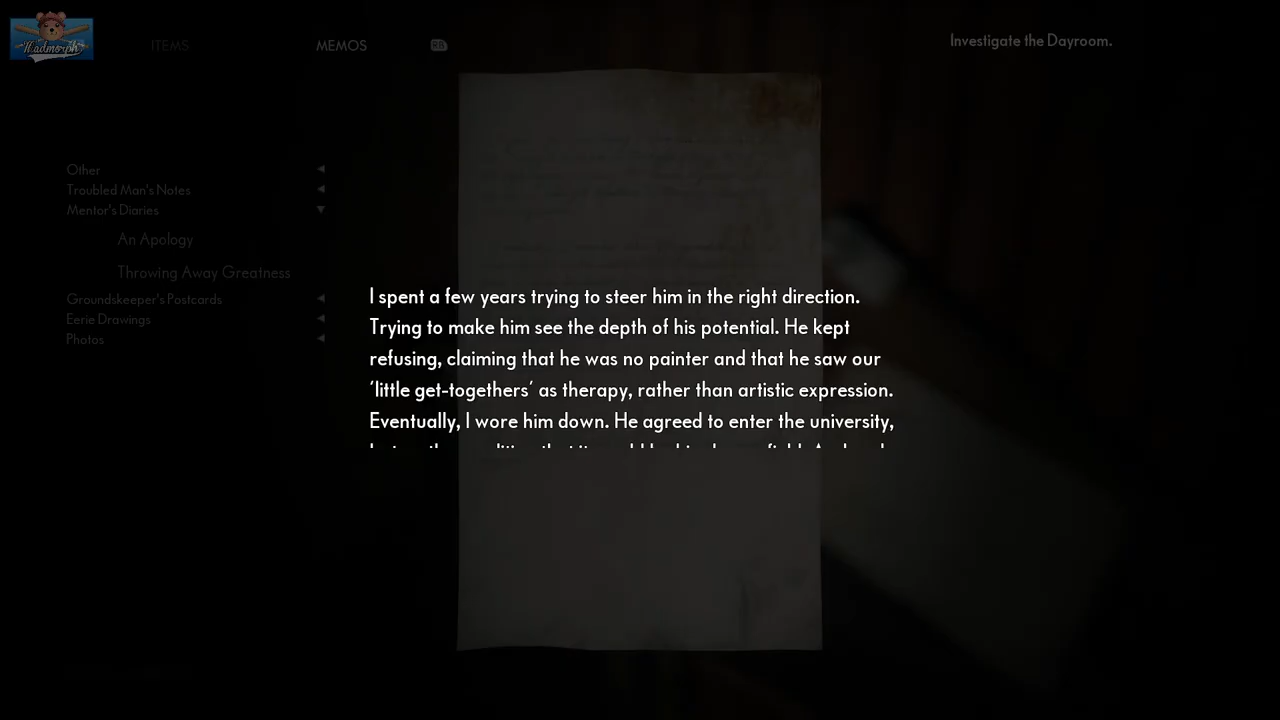 ITEMS
MEMOS
RB
Investigate the Dayroom.
Other
Troubled Man's Notes
Mentor's Diaries
An Apology
Throwing Away Greatness
Groundskeeper's Postcards
Eerie Drawings
Photos
I spent a few years trying to steer him in the right direction.
Trying to make him see the depth of his potential. He kept
refusing, claiming that he was no painter and that he saw our
'little get-togethers' as therapy, rather than artistic expression.
Eventually, I wore him down. He agreed to enter the university,